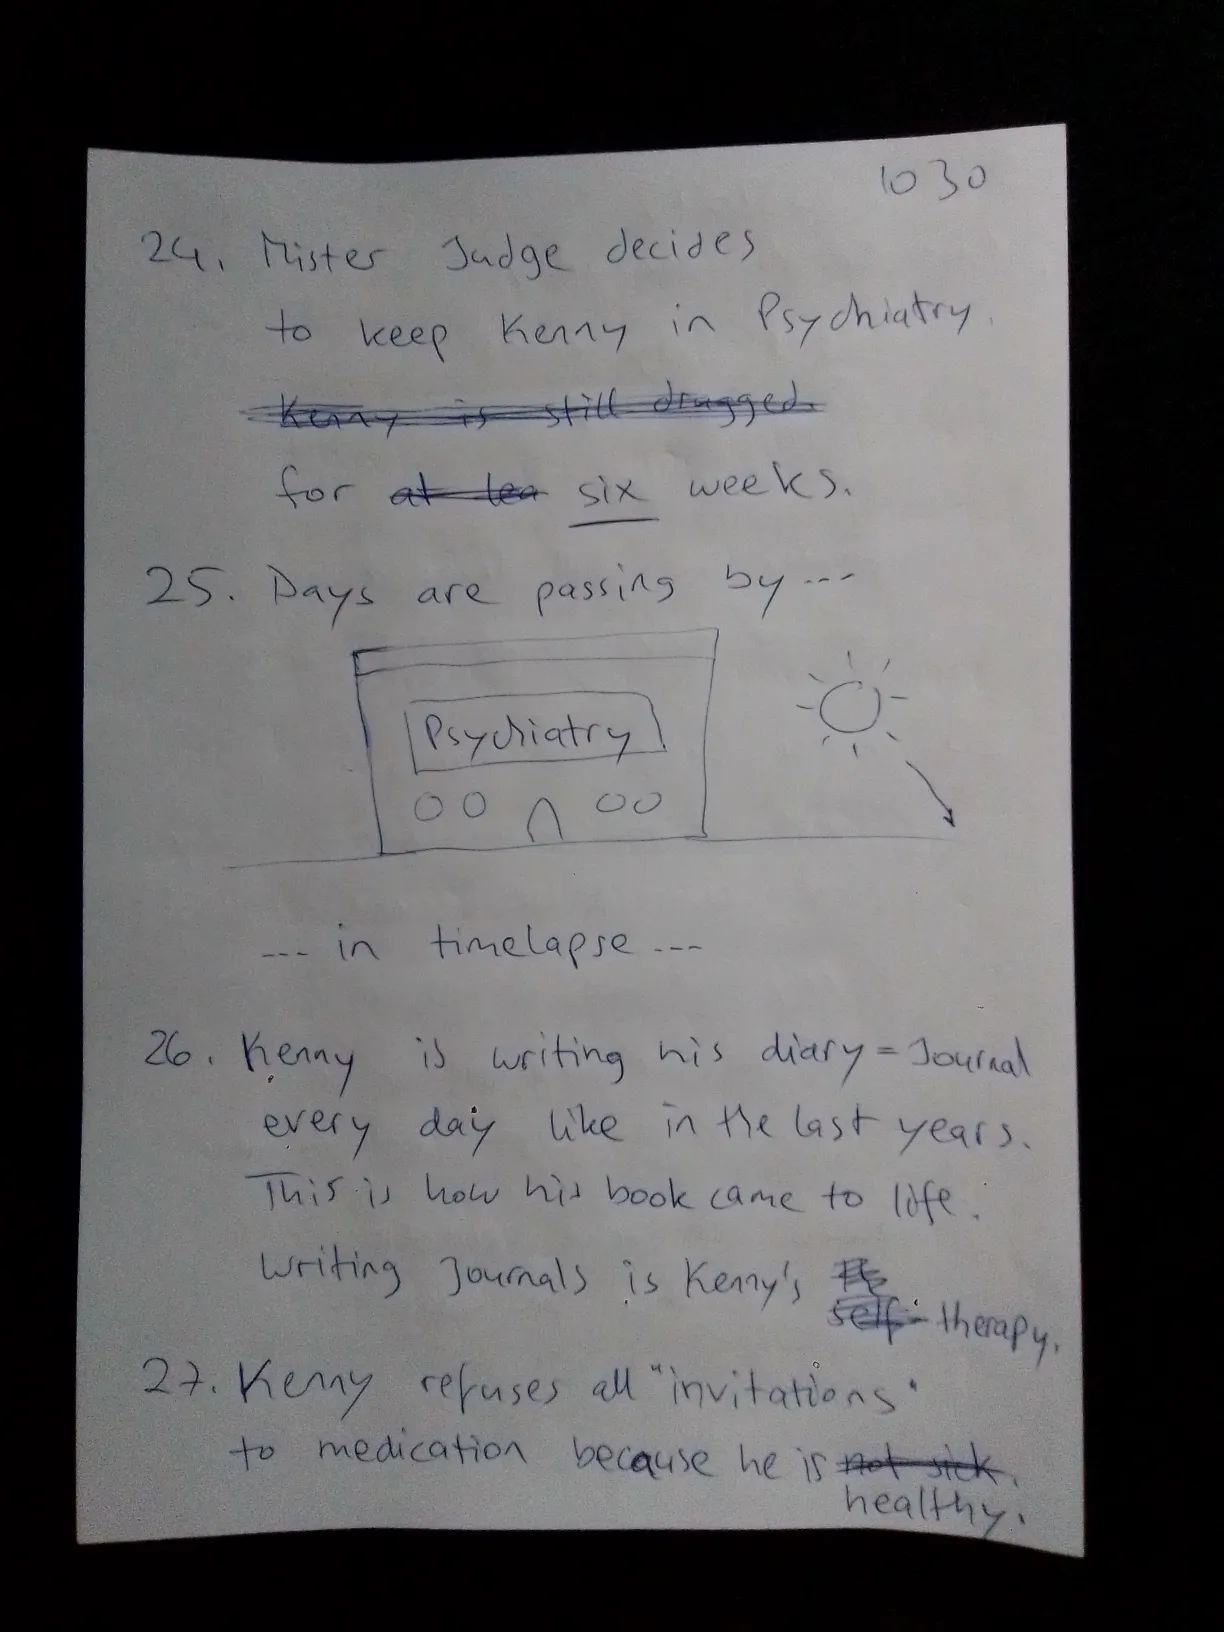 1030
24. Mister Judge decides
to keep Kenny in Psychiatry.
Kenny is still drugged.
for at lea six weeks.
25. Days are passing by ---
Psychiatry
--- in timelapse ---
26. Kenny is writing his diary = Journal
every day like in the last years.
This is how his book came to life.
Writing Journals is Kenny's
self- therapy.
27. Kenny refuses all "invitations"
to medication because he is not sick.
healthy.